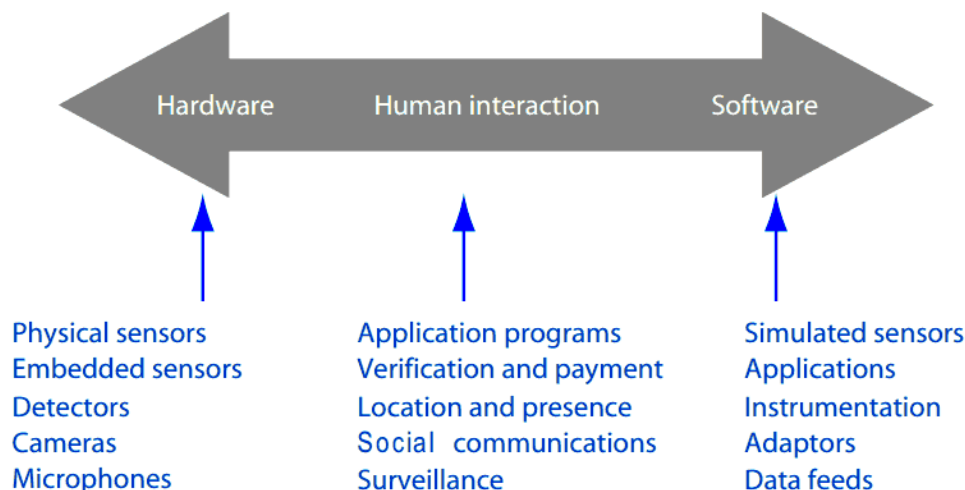 Hardware
Human interaction
Software
Physical sensors
Embedded sensors
Detectors
Cameras
Microphones
Application programs
Verification and payment
Location and presence
Social communications
Surveillance
Simulated sensors
Applications
Instrumentation
Adaptors
Data feeds